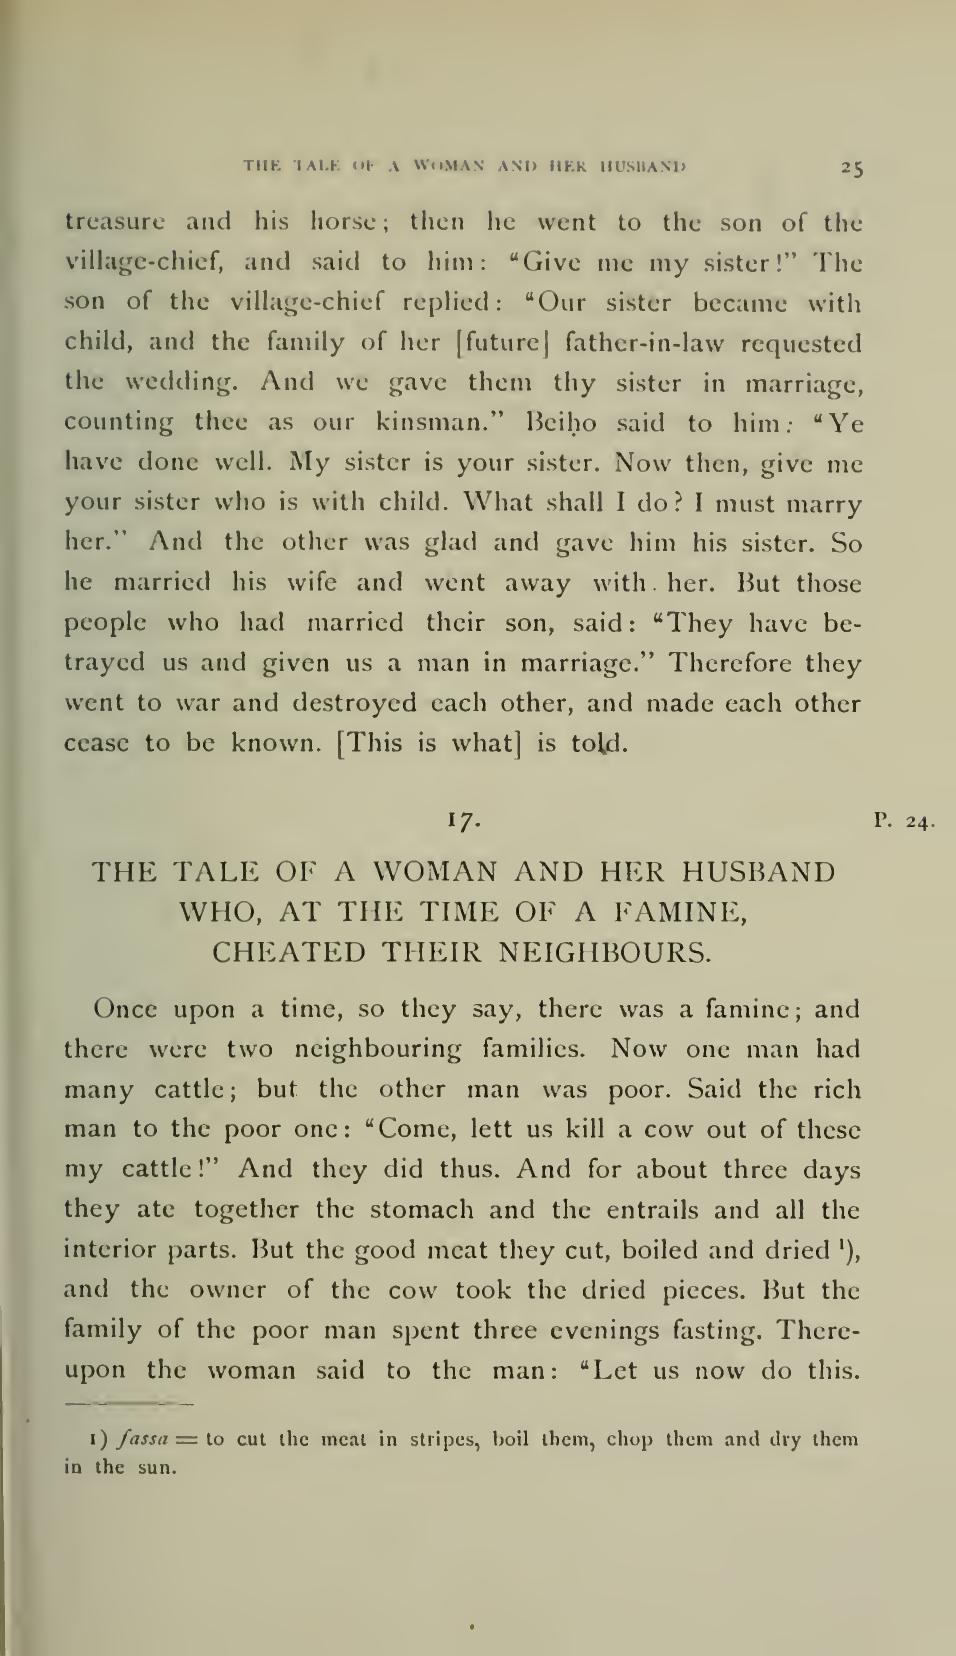 THE TALE OF A WOMAN AND HER HUSBAND 25
treasure and his horse; then he went to the son of the
village-chief, and said to him: “Give me my sister!” The
son of the village-chief replied: “Our sister became with
child, and the family of her [future] father-in-law requested
the wedding. And we gave them thy sister in marriage,
counting thee as our kinsman.” Beiḥo said to him: “Ye
have done well. My sister is your sister. Now then, give me
your sister who is with child. What shall I do? I must marry
her.” And the other was glad and gave him his sister. So
he married his wife and went away with her. But those
people who had married their son, said: “They have be-
trayed us and given us a man in marriage.” Therefore they
went to war and destroyed each other, and made each other
cease to be known. [This is what] is told.
17. P. 24.
THE TALE OF A WOMAN AND HER HUSBAND
WHO, AT THE TIME OF A FAMINE,
CHEATED THEIR NEIGHBOURS.
Once upon a time, so they say, there was a famine; and
there were two neighbouring families. Now one man had
many cattle; but the other man was poor. Said the rich
man to the poor one: “Come, lett us kill a cow out of these
my cattle!” And they did thus. And for about three days
they ate together the stomach and the entrails and all the
interior parts. But the good meat they cut, boiled and dried ¹),
and the owner of the cow took the dried pieces. But the
family of the poor man spent three evenings fasting. There-
upon the woman said to the man: “Let us now do this.
1) fassa = to cut the meat in stripes, boil them, chop them and dry them
in the sun.